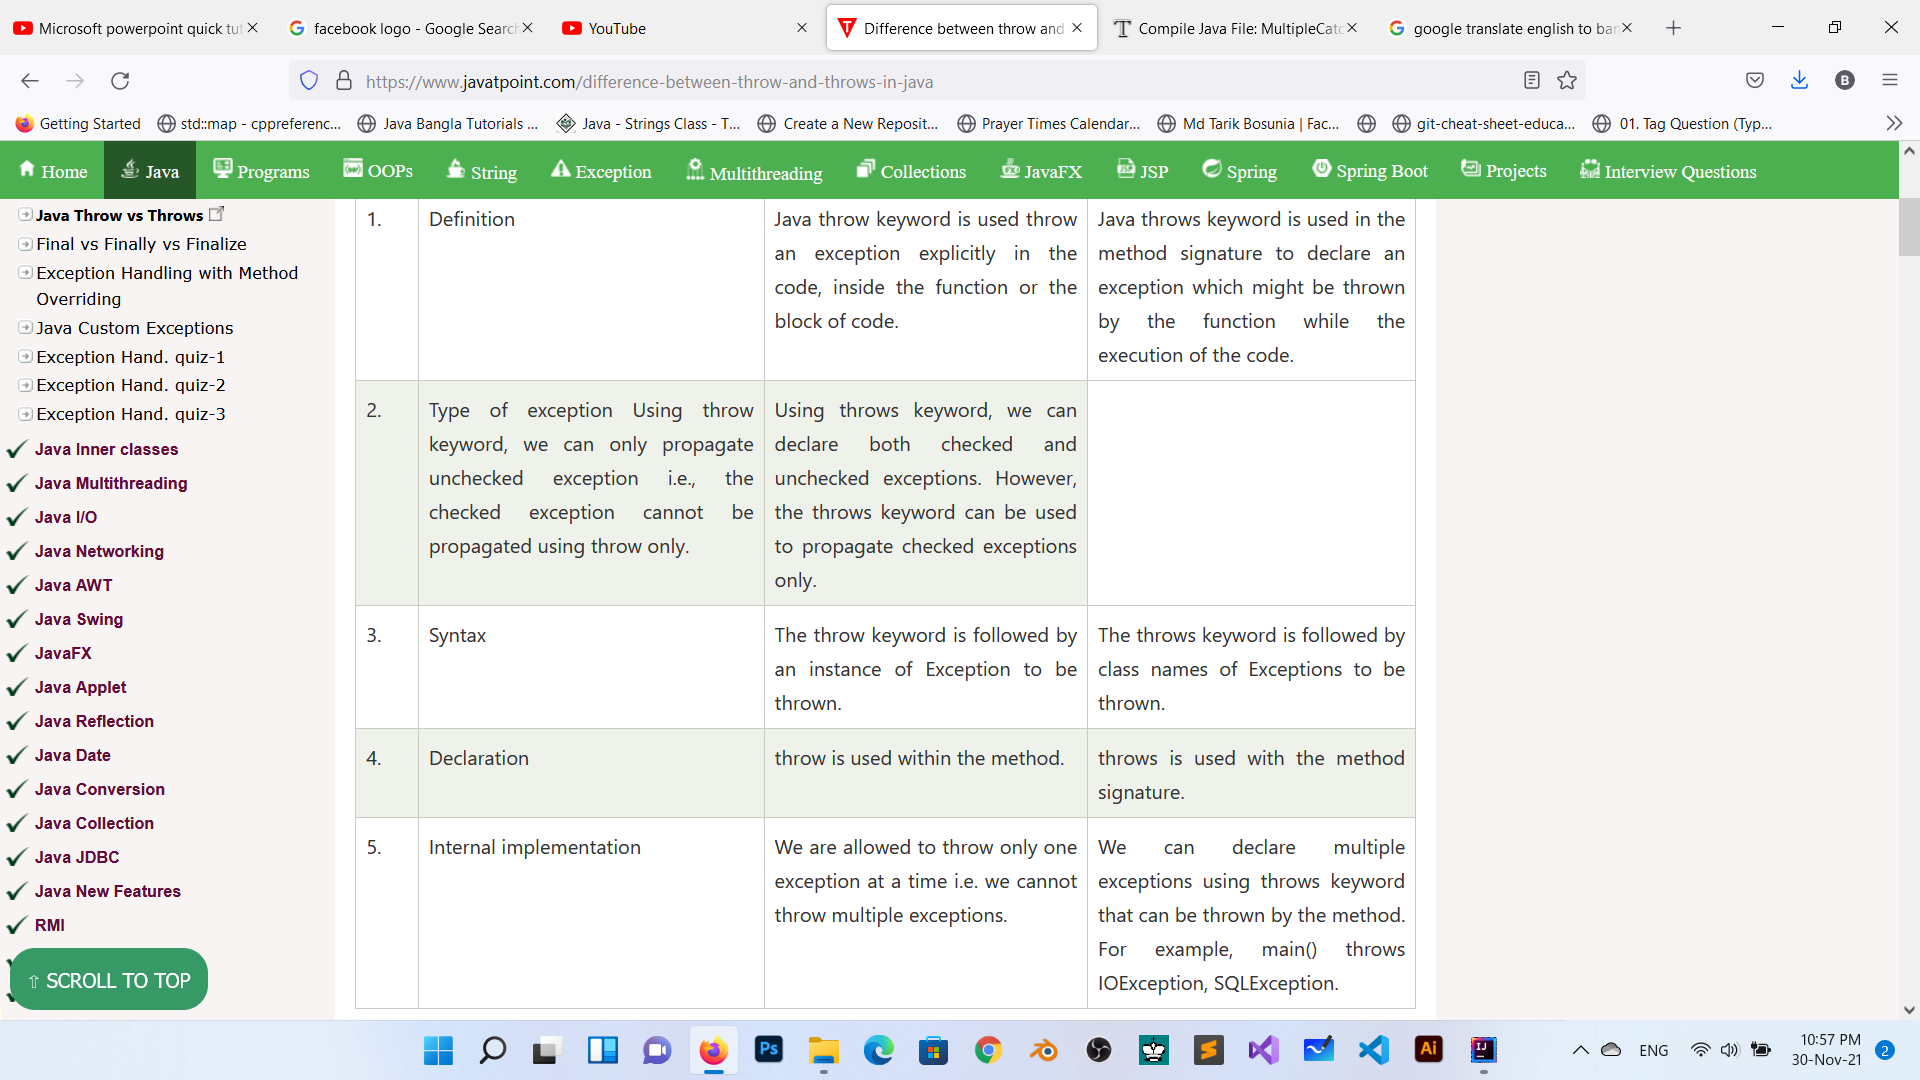 Microsoft powerpoint quick tut
facebook logo - Google Search
YouTube
Difference between throw and
Compile Java File: MultipleCatc
google translate english to ban
https://www.javatpoint.com/difference-between-throw-and-throws-in-java
B
Getting Started
std::map - cppreferenc...
Java Bangla Tutorials ...
Java - Strings Class - T...
Create a New Reposit...
Prayer Times Calendar...
Md Tarik Bosunia | Fac...
git-cheat-sheet-educa...
01. Tag Question (Typ...
Home
Java
Programs
OOPs
String
Exception
Multithreading
Collections
JavaFX
JSP
Spring
Spring Boot
Projects
Interview Questions
Java Throw vs Throws
Final vs Finally vs Finalize
Exception Handling with Method
Overriding
Java Custom Exceptions
Exception Hand. quiz-1
Exception Hand. quiz-2
Exception Hand. quiz-3
Java Inner classes
Java Multithreading
Java I/O
Java Networking
Java AWT
Java Swing
JavaFX
Java Applet
Java Reflection
Java Date
Java Conversion
Java Collection
Java JDBC
Java New Features
RMI
⇧ SCROLL TO TOP
1.
Definition
Java throw keyword is used throw
an exception explicitly in the
code, inside the function or the
block of code.
Java throws keyword is used in the
method signature to declare an
exception which might be thrown
by the function while the
execution of the code.
2.
Type of exception Using throw
keyword, we can only propagate
unchecked exception i.e., the
checked exception cannot be
propagated using throw only.
Using throws keyword, we can
declare both checked and
unchecked exceptions. However,
the throws keyword can be used
to propagate checked exceptions
only.
3.
Syntax
The throw keyword is followed by
an instance of Exception to be
thrown.
The throws keyword is followed by
class names of Exceptions to be
thrown.
4.
Declaration
throw is used within the method.
throws is used with the method
signature.
5.
Internal implementation
We are allowed to throw only one
exception at a time i.e. we cannot
throw multiple exceptions.
We can declare multiple
exceptions using throws keyword
that can be thrown by the method.
For example, main() throws
IOException, SQLException.
Ps
Ai
IJ
ENG
10:57 PM
30-Nov-21
2